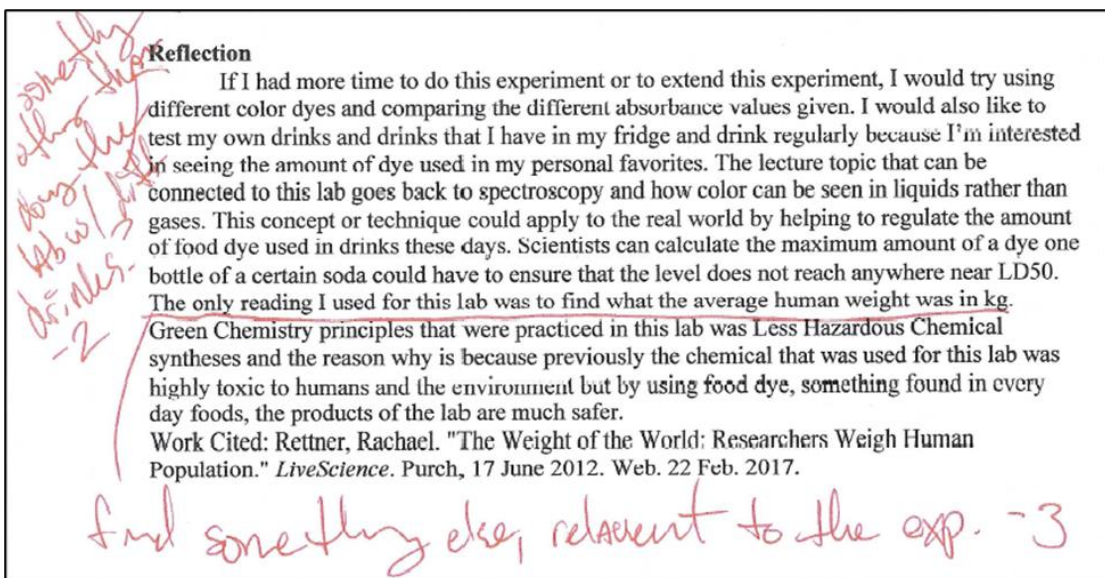 something
other than
doing the
lab w/ diff
drinks.
-2
Reflection
If I had more time to do this experiment or to extend this experiment, I would try using
different color dyes and comparing the different absorbance values given. I would also like to
test my own drinks and drinks that I have in my fridge and drink regularly because I'm interested
in seeing the amount of dye used in my personal favorites. The lecture topic that can be
connected to this lab goes back to spectroscopy and how color can be seen in liquids rather than
gases. This concept or technique could apply to the real world by helping to regulate the amount
of food dye used in drinks these days. Scientists can calculate the maximum amount of a dye one
bottle of a certain soda could have to ensure that the level does not reach anywhere near LD50.
The only reading I used for this lab was to find what the average human weight was in kg.
Green Chemistry principles that were practiced in this lab was Less Hazardous Chemical
syntheses and the reason why is because previously the chemical that was used for this lab was
highly toxic to humans and the environment but by using food dye, something found in every
day foods, the products of the lab are much safer.
Work Cited: Rettner, Rachael. "The Weight of the World: Researchers Weigh Human
Population." LiveScience. Purch, 17 June 2012. Web. 22 Feb. 2017.
find something else, relavent to the exp. -3